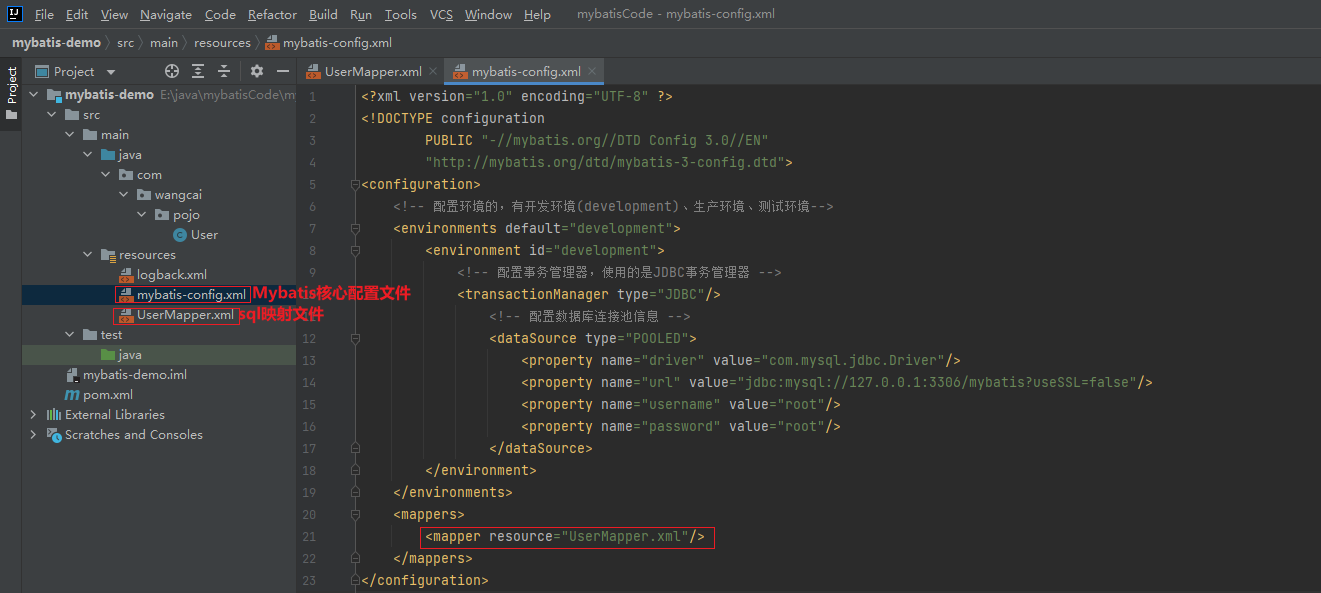 File Edit View Navigate Code Refactor Build Run Tools VCS Window Help mybatisCode - mybatis-config.xml
mybatis-demo src main resources mybatis-config.xml
Project
Project
UserMapper.xml
mybatis-config.xml
mybatis-demo E:\java\mybatisCode\my
src
main
java
com
wangcai
pojo
User
resources
logback.xml
mybatis-config.xml Mybatis核心配置文件
UserMapper.xml sql映射文件
test
java
mybatis-demo.iml
pom.xml
External Libraries
Scratches and Consoles
1 <?xml version="1.0" encoding="UTF-8" ?>
2 <!DOCTYPE configuration
3 PUBLIC "-//mybatis.org//DTD Config 3.0//EN"
4 "http://mybatis.org/dtd/mybatis-3-config.dtd">
5 <configuration>
6 <!-- 配置环境的，有开发环境(development)、生产环境、测试环境-->
7 <environments default="development">
8 <environment id="development">
9 <!-- 配置事务管理器，使用的是JDBC事务管理器 -->
<transactionManager type="JDBC"/>
<!-- 配置数据库连接池信息 -->
12 <dataSource type="POOLED">
13 <property name="driver" value="com.mysql.jdbc.Driver"/>
14 <property name="url" value="jdbc:mysql://127.0.0.1:3306/mybatis?useSSL=false"/>
15 <property name="username" value="root"/>
16 <property name="password" value="root"/>
17 </dataSource>
18 </environment>
19 </environments>
20 <mappers>
21 <mapper resource="UserMapper.xml"/>
22 </mappers>
23 </configuration>